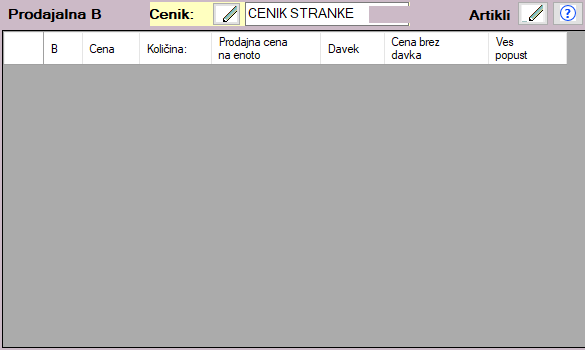 Prodajalna B Cenik: CENIK STRANKE Artikli ?
B Cena Količina: Prodajna cena na enoto Davek Cena brez davka Ves popust